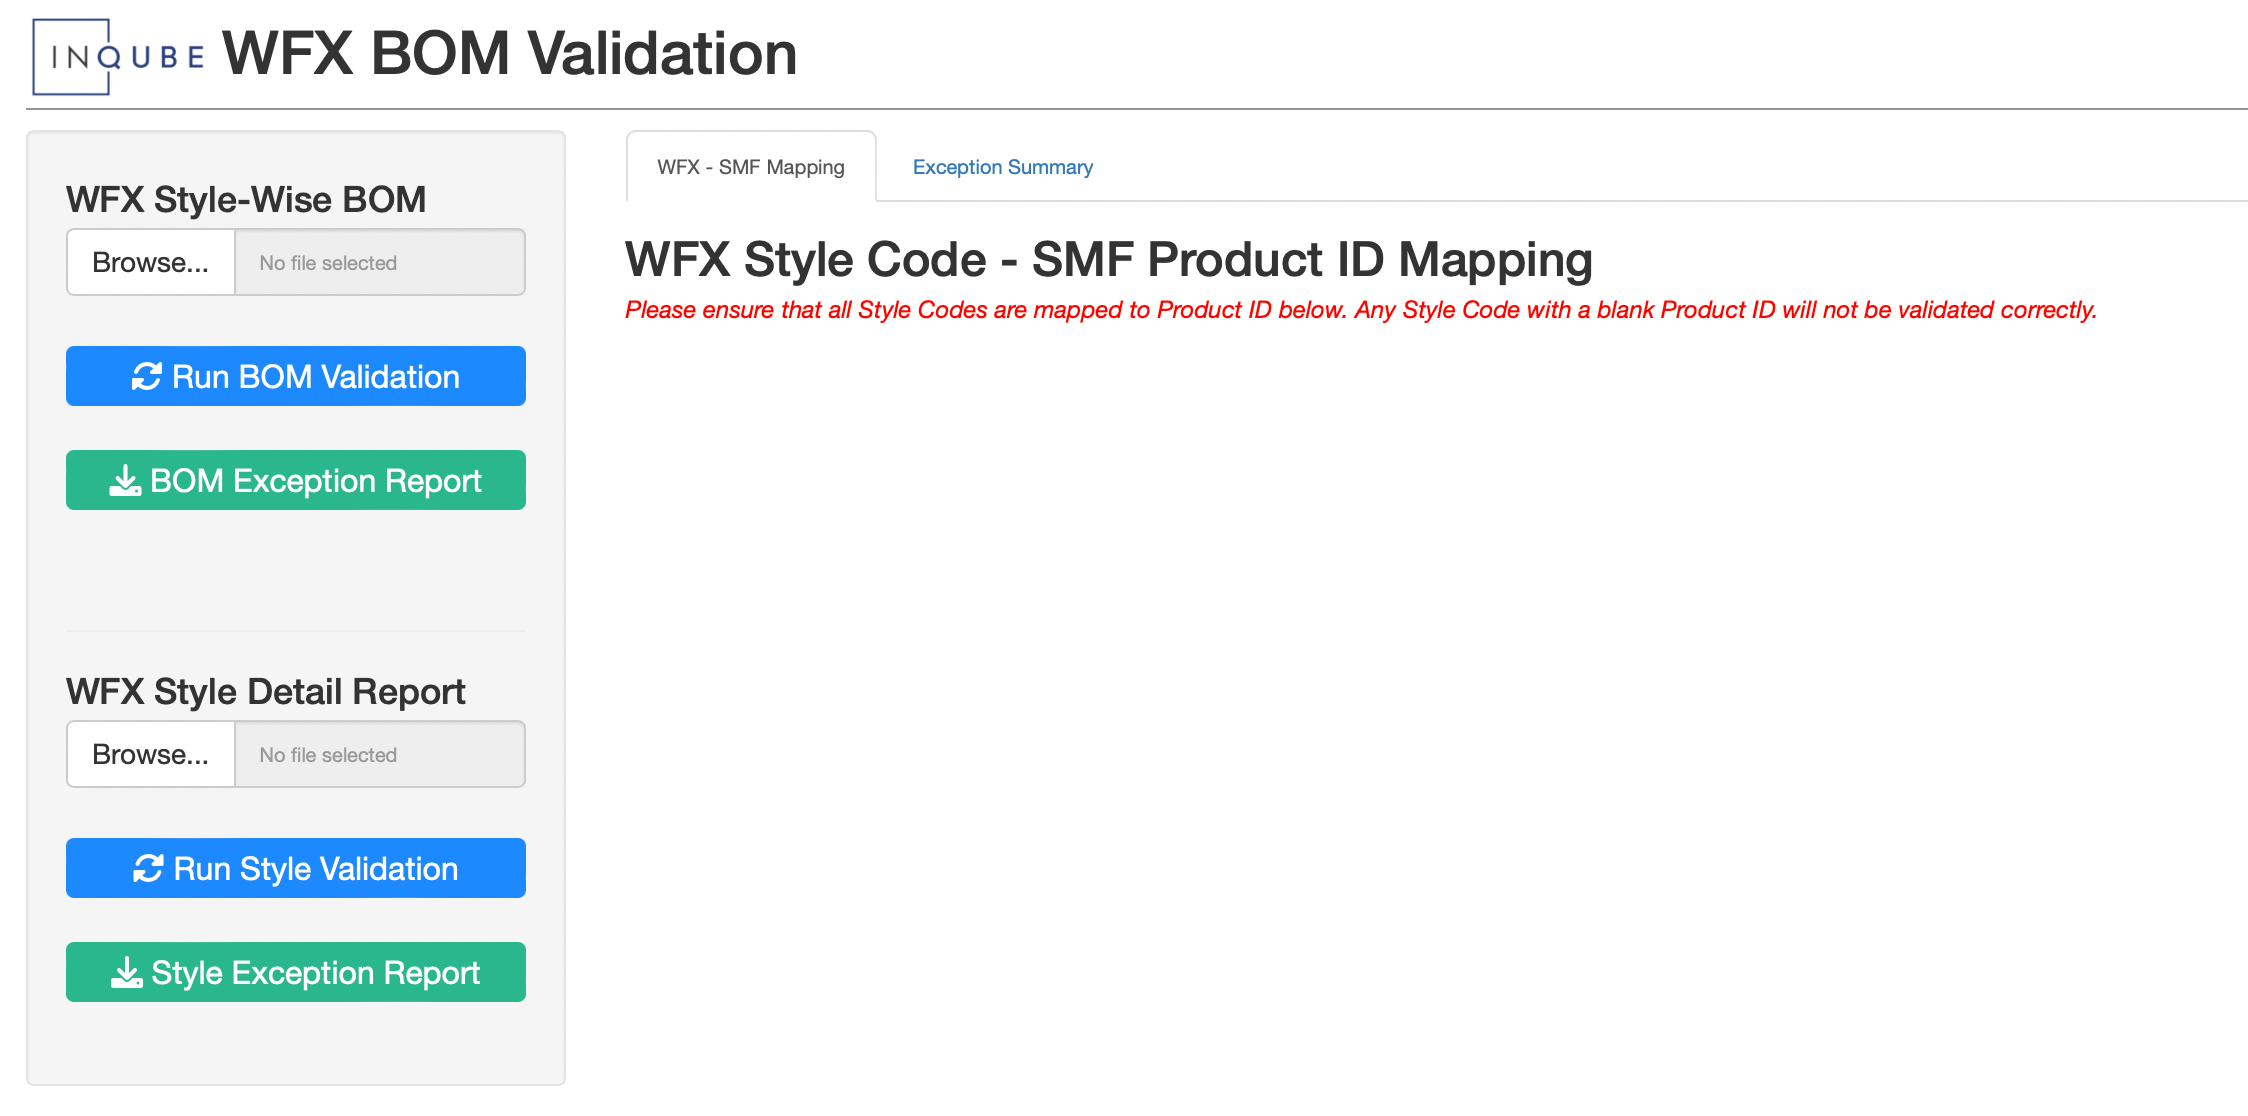 INQUBE WFX BOM Validation
WFX Style-Wise BOM
Browse... No file selected
Run BOM Validation
BOM Exception Report
WFX Style Detail Report
Browse... No file selected
Run Style Validation
Style Exception Report
WFX - SMF Mapping Exception Summary
WFX Style Code - SMF Product ID Mapping
Please ensure that all Style Codes are mapped to Product ID below. Any Style Code with a blank Product ID will not be validated correctly.